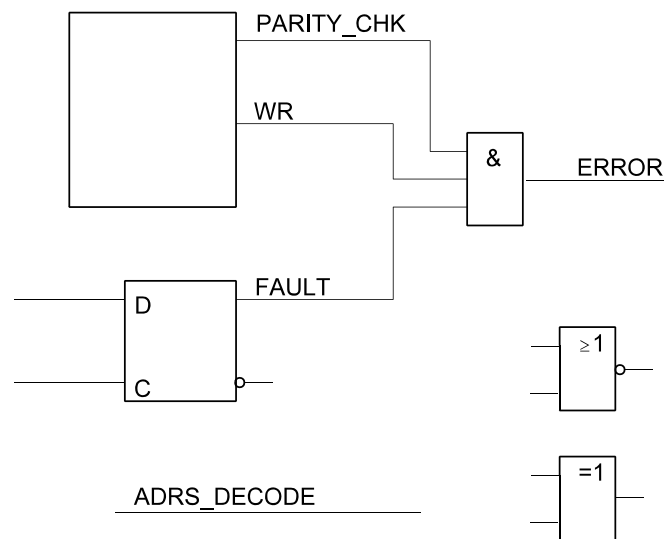 PARITY_CHK
WR
&
ERROR
FAULT
D
C
≥1
=1
ADRS_DECODE